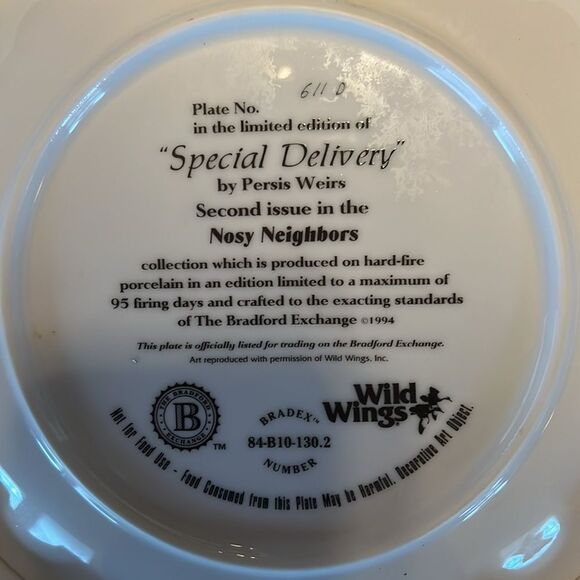 611 D
Plate No.
in the limited edition of
"Special Delivery"
by Persis Weirs
Second issue in the
Nosy Neighbors
collection which is produced on hard-fire
porcelain in an edition limited to a maximum of
95 firing days and crafted to the exacting standards
of The Bradford Exchange ©1994
This plate is officially listed for trading on the Bradford Exchange.
Art reproduced with permission of Wild Wings, Inc.
THE BRADFORD EXCHANGE
B
TM
BRADEX™
84-B10-130.2
NUMBER
Wild
Wings
Not for Food Use - Food Consumed from this Plate May be Harmful. Decorative Art Object.